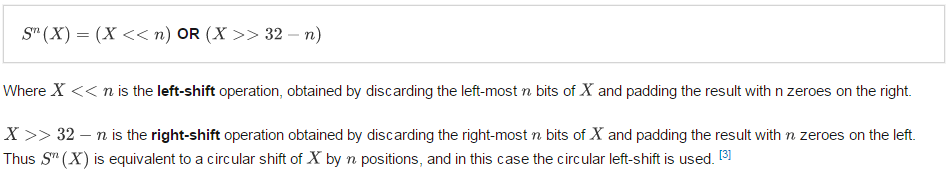 Sⁿ(X) = (X << n) OR (X >> 32 − n)
Where X << n is the left-shift operation, obtained by discarding the left-most n bits of X and padding the result with n zeroes on the right.
X >> 32 − n is the right-shift operation obtained by discarding the right-most n bits of X and padding the result with n zeroes on the left.
Thus Sⁿ(X) is equivalent to a circular shift of X by n positions, and in this case the circular left-shift is used. [3]